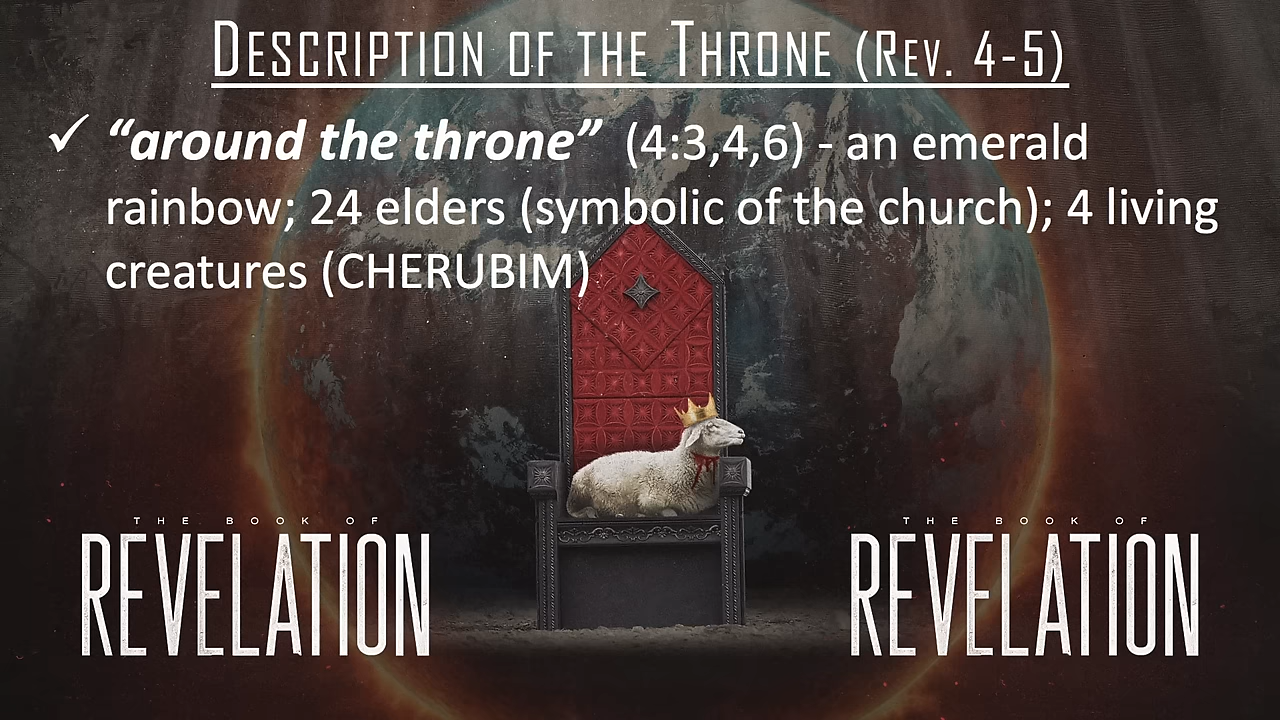 DESCRIPTION OF THE THRONE (REV. 4-5)
✓ “around the throne” (4:3,4,6) - an emerald
rainbow; 24 elders (symbolic of the church); 4 living
creatures (CHERUBIM)
THE BOOK OF
REVELATION
THE BOOK OF
REVELATION